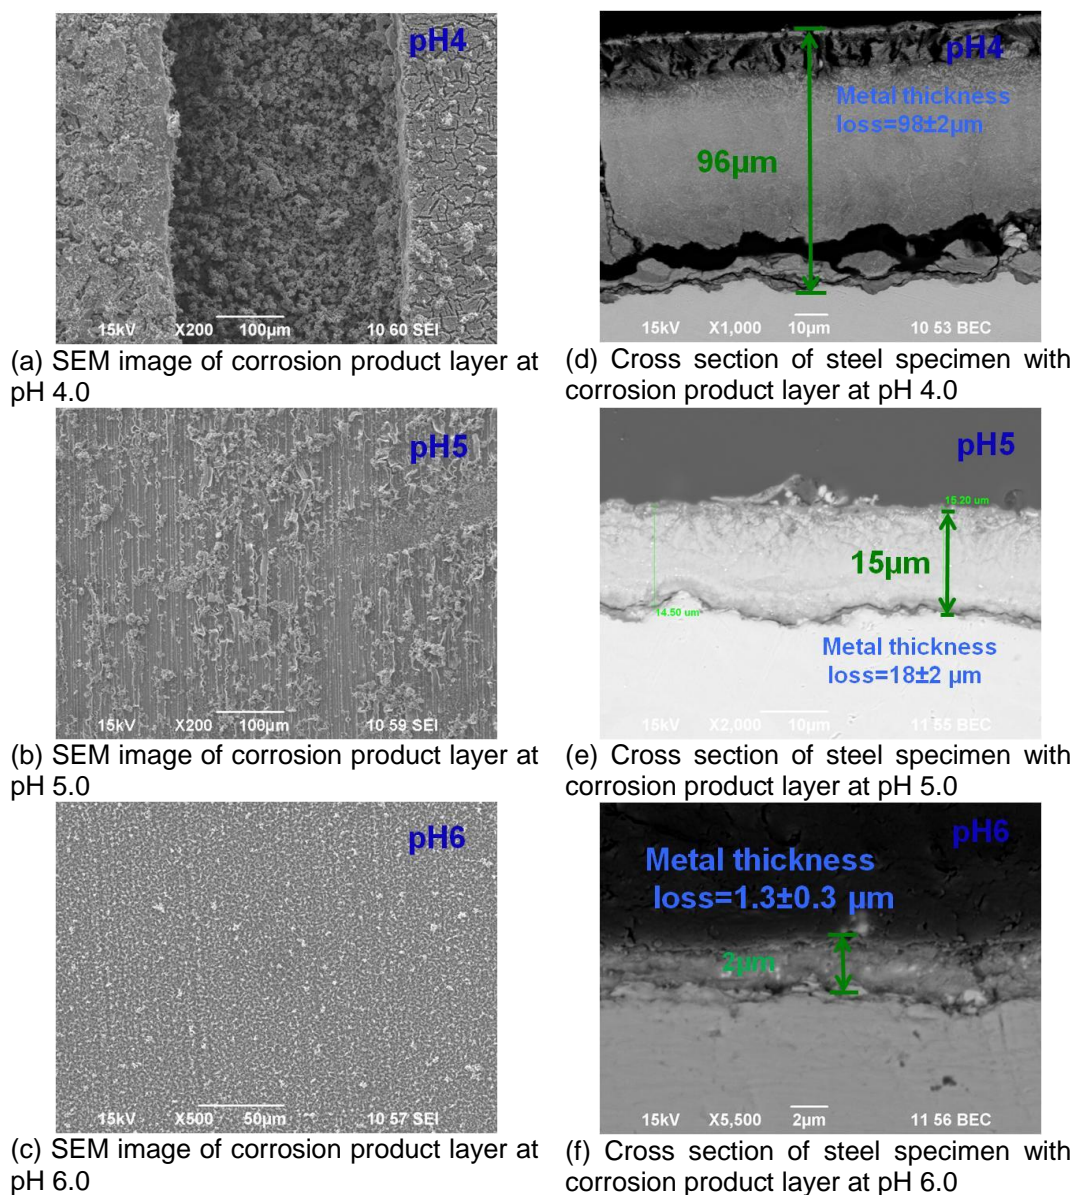 pH4
15kV X200 100µm 10 60 SEI
(a) SEM image of corrosion product layer at
pH 4.0
pH4
Metal thickness
loss=98±2µm
96µm
15kV X1,000 10µm 10 53 BEC
(d) Cross section of steel specimen with
corrosion product layer at pH 4.0
pH5
15kV X200 100µm 10 59 SEI
(b) SEM image of corrosion product layer at
pH 5.0
pH5
15.20 um
15µm
14.50 um
Metal thickness
loss=18±2 µm
15kV X2,000 10µm 11 55 BEC
(e) Cross section of steel specimen with
corrosion product layer at pH 5.0
pH6
15kV X500 50µm 10 57 SEI
(c) SEM image of corrosion product layer at
pH 6.0
pH6
Metal thickness
loss=1.3±0.3 µm
2µm
15kV X5,500 2µm 11 56 BEC
(f) Cross section of steel specimen with
corrosion product layer at pH 6.0